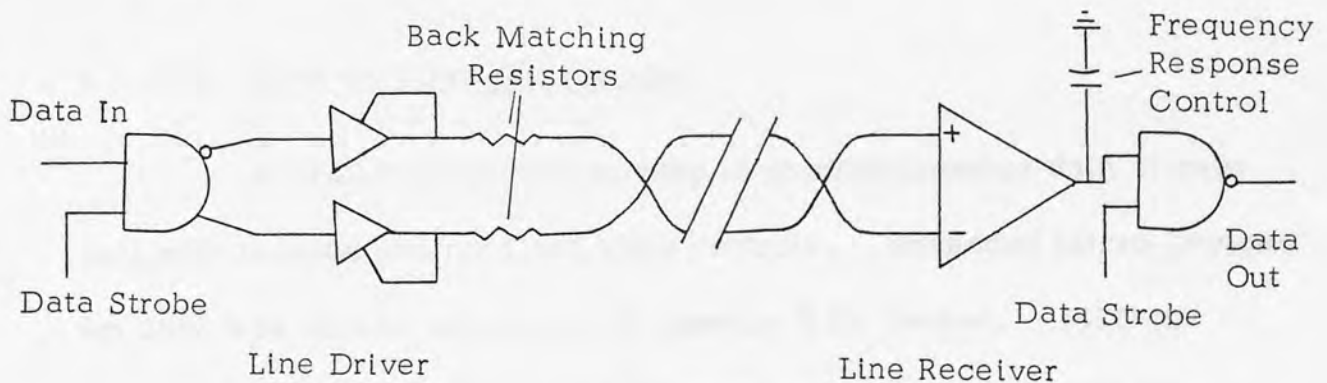 Back Matching
Resistors
Frequency
Response
Control
Data In
+
−
Data
Out
Data Strobe
Data Strobe
Line Driver
Line Receiver